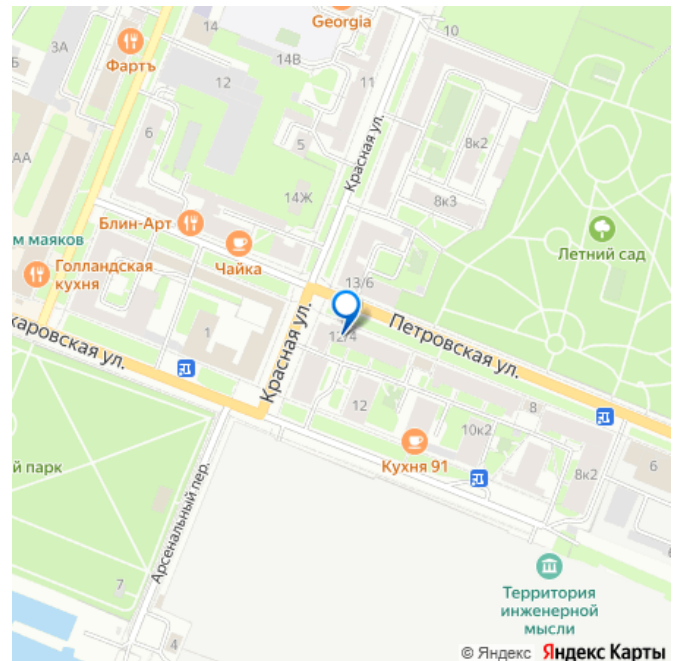 Georgia
14
10
3А
Фартъ
14В
12
11
6
5
8к2
Красная ул.
АА
14Ж
8к3
Блин-Арт
м маяков
Чайка
Летний сад
Голландская
кухня
13/6
Петровская ул.
1
12/4
каровская ул.
Красная ул.
12
8
10к2
й парк
Кухня 91
8к2
6
Арсенальный пер.
7
Территория
инженерной
мысли
4
© Яндекс Яндекс Карты